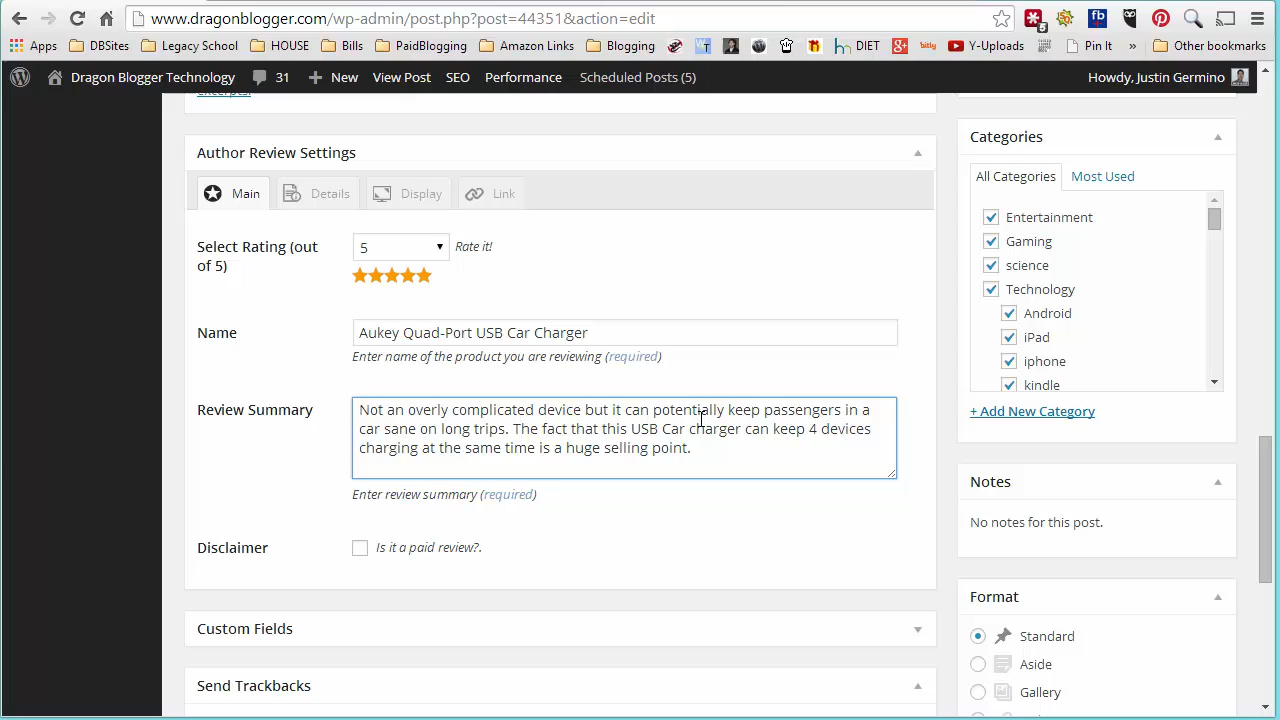 www.dragonblogger.com/wp-admin/post.php?post=44351&action=edit
5
fb
Apps DBSites Legacy School HOUSE Bills PaidBlogging Amazon Links Blogging DIET bitly Y-Uploads Pin It » Other bookmarks
Dragon Blogger Technology 31 New View Post SEO Performance Scheduled Posts (5) Howdy, Justin Germino
excerpts.
Author Review Settings
Main Details Display Link
Select Rating (out of 5)
5
Rate it!
Name
Aukey Quad-Port USB Car Charger
Enter name of the product you are reviewing (required)
Review Summary
Not an overly complicated device but it can potentially keep passengers in a
car sane on long trips. The fact that this USB Car charger can keep 4 devices
charging at the same time is a huge selling point.
Enter review summary (required)
Disclaimer
Is it a paid review?.
Custom Fields
Send Trackbacks
Categories
All Categories Most Used
Entertainment
Gaming
science
Technology
Android
iPad
iphone
kindle
+ Add New Category
Notes
No notes for this post.
Format
Standard
Aside
Gallery